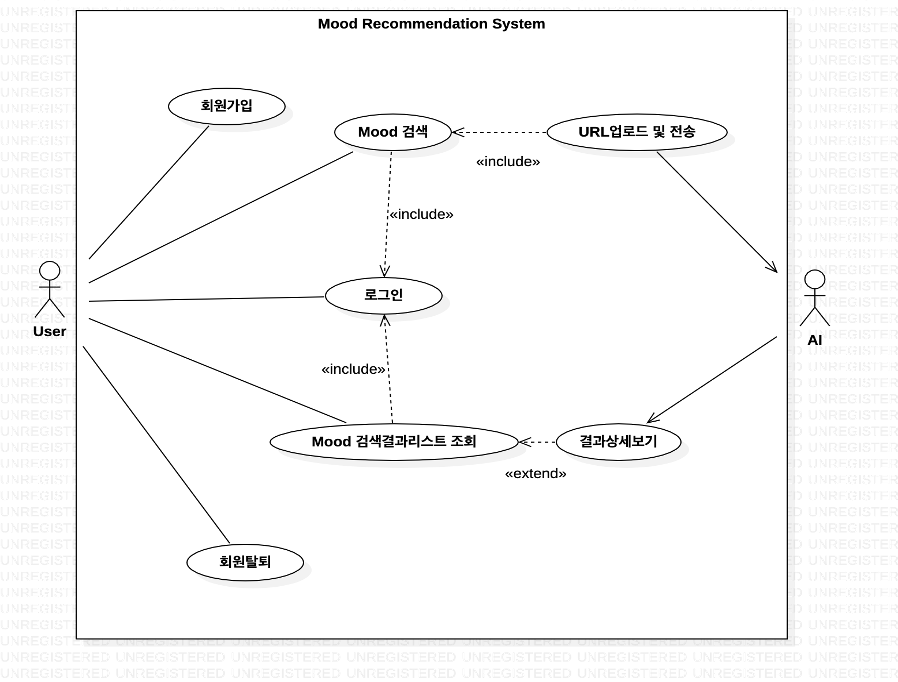 Mood Recommendation System
회원가입
Mood 검색
URL업로드 및 전송
«include»
«include»
로그인
User
AI
«include»
Mood 검색결과리스트 조회
결과상세보기
«extend»
회원탈퇴
UNREGISTERED UNREGISTERED UNREGISTERED UNREGISTERED UNREGISTERED UNREGISTERED UNREGISTERED UNREGISTER